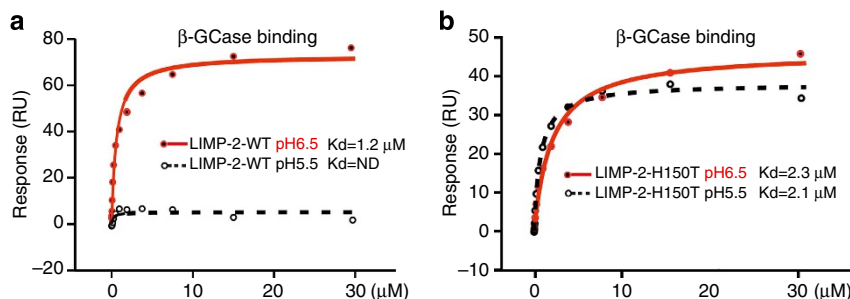 a
β-GCase binding
Response (RU)
80
60
40
20
0
–20
LIMP-2-WT pH6.5 Kd=1.2 μM
LIMP-2-WT pH5.5 Kd=ND
0 10 20 30 (μM)
b
β-GCase binding
Response (RU)
50
40
30
20
10
0
–10
LIMP-2-H150T pH6.5 Kd=2.3 μM
LIMP-2-H150T pH5.5 Kd=2.1 μM
0 10 20 30 (μM)